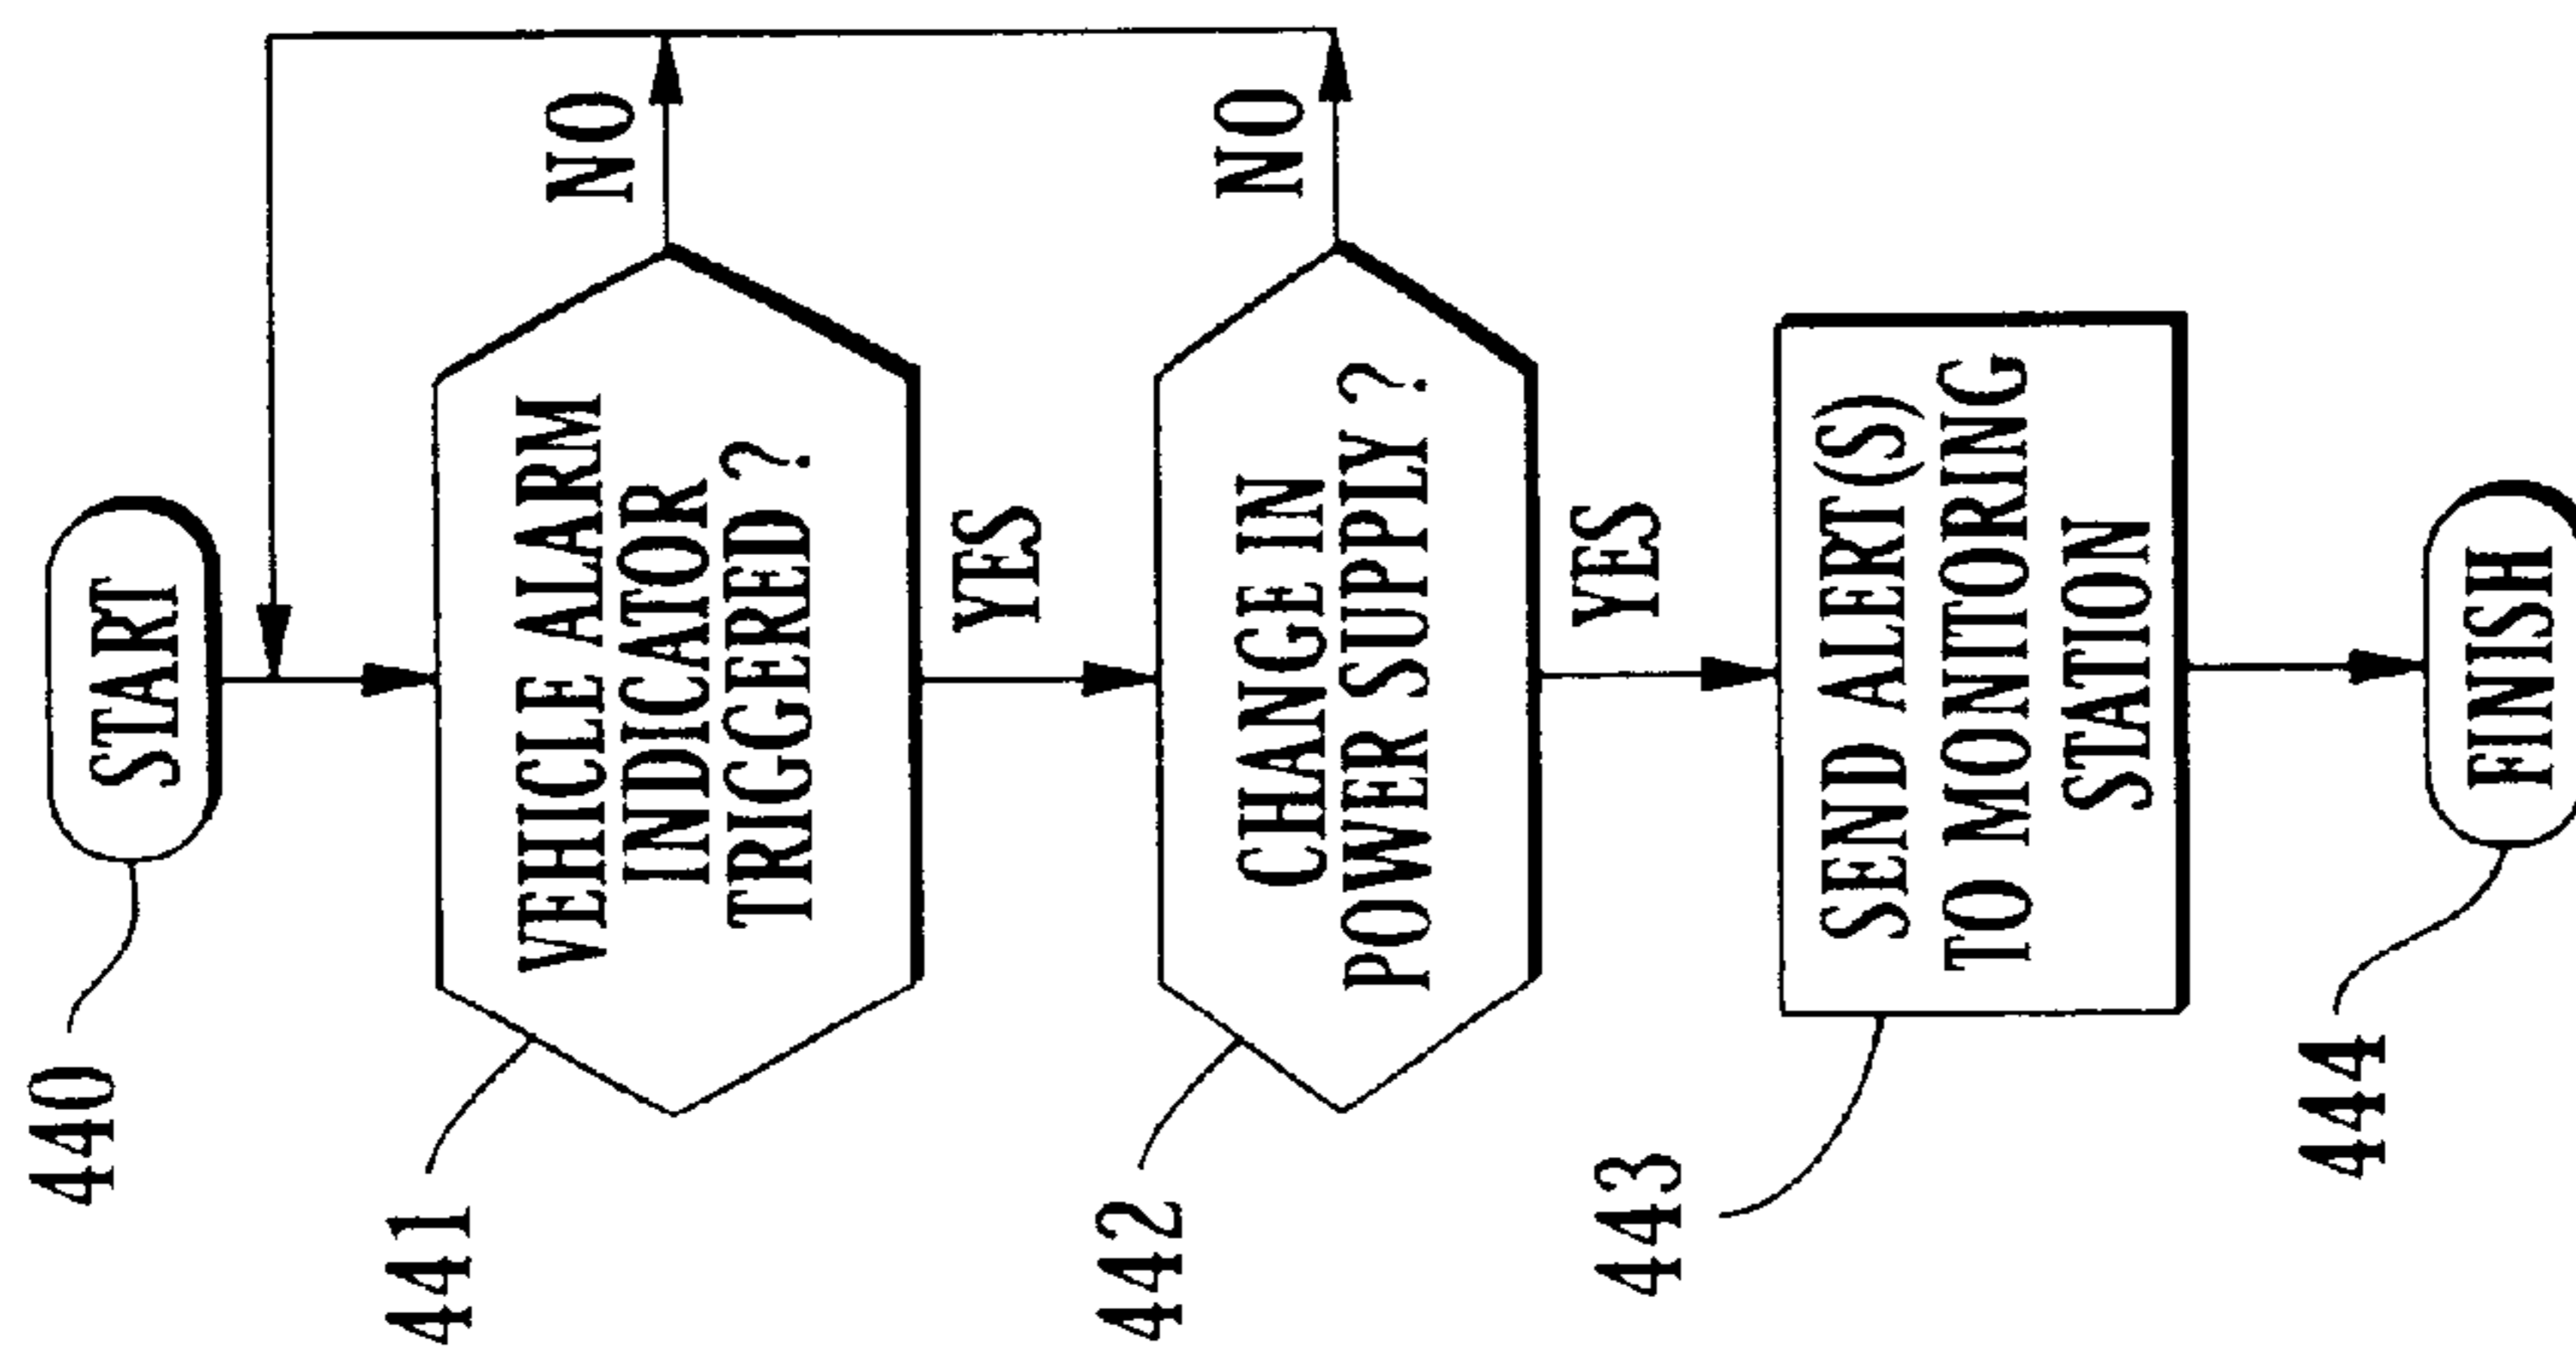 440
START
441
VEHICLE ALARM
INDICATOR
TRIGGERED ?
NO
YES
442
CHANGE IN
POWER SUPPLY ?
NO
YES
443
SEND ALERT(S)
TO MONITORING
STATION
444
FINISH